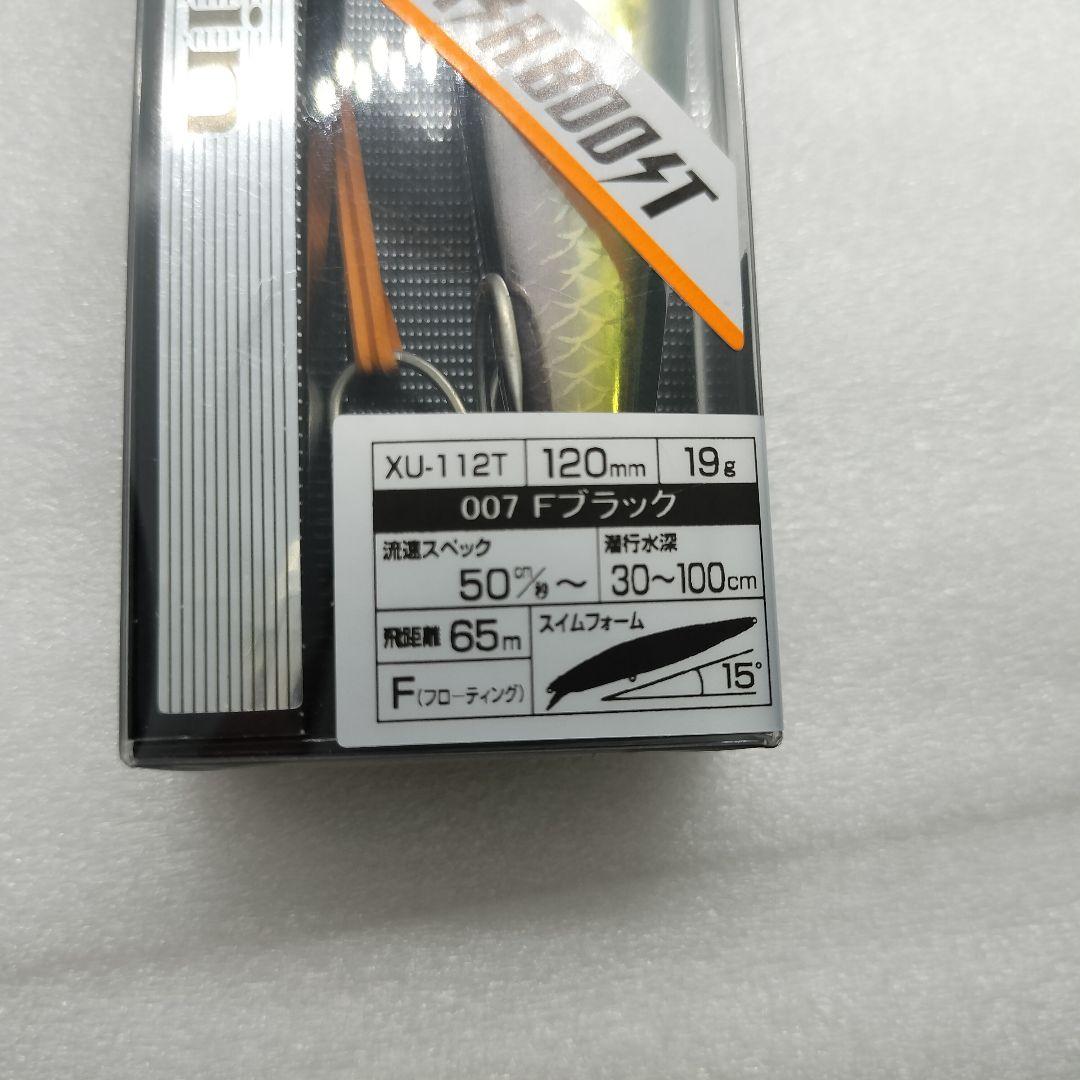 HBOOST
XU-112T 120mm 19g
007 Fブラック
流速スペック
50cm/秒～
潜行水深
30～100cm
飛距離 65m
スイムフォーム
15°
F(フローティング)